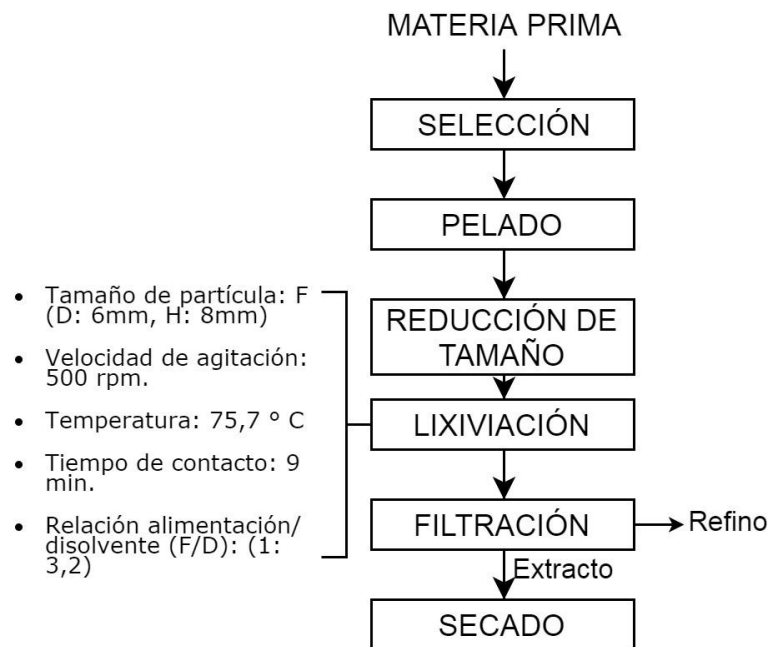 MATERIA PRIMA
SELECCIÓN
PELADO
REDUCCIÓN DE
TAMAÑO
• Tamaño de partícula: F
(D: 6mm, H: 8mm)
• Velocidad de agitación:
500 rpm.
• Temperatura: 75,7 ° C
• Tiempo de contacto: 9
min.
• Relación alimentación/
disolvente (F/D): (1:
3,2)
LIXIVIACIÓN
FILTRACIÓN
Refino
Extracto
SECADO